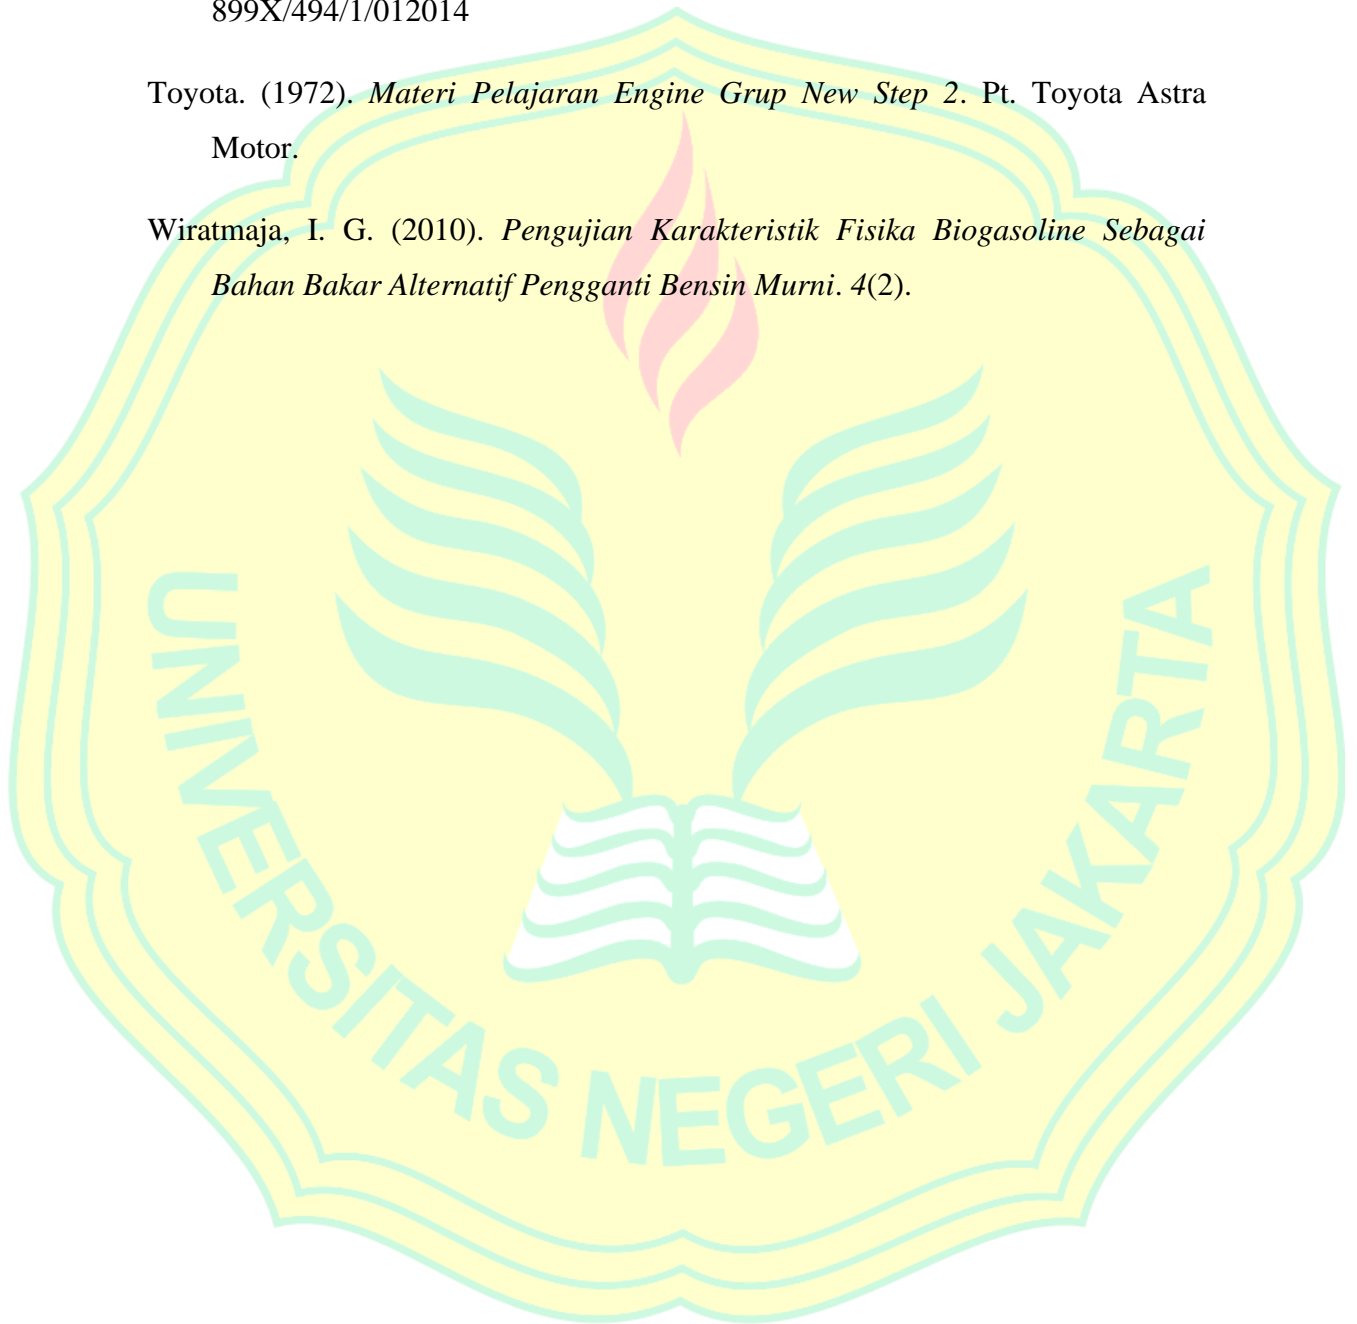 899X/494/1/012014
Toyota. (1972). Materi Pelajaran Engine Grup New Step 2. Pt. Toyota Astra
Motor.
Wiratmaja, I. G. (2010). Pengujian Karakteristik Fisika Biogasoline Sebagai
Bahan Bakar Alternatif Pengganti Bensin Murni. 4(2).
UNIVERSITAS NEGERI JAKARTA